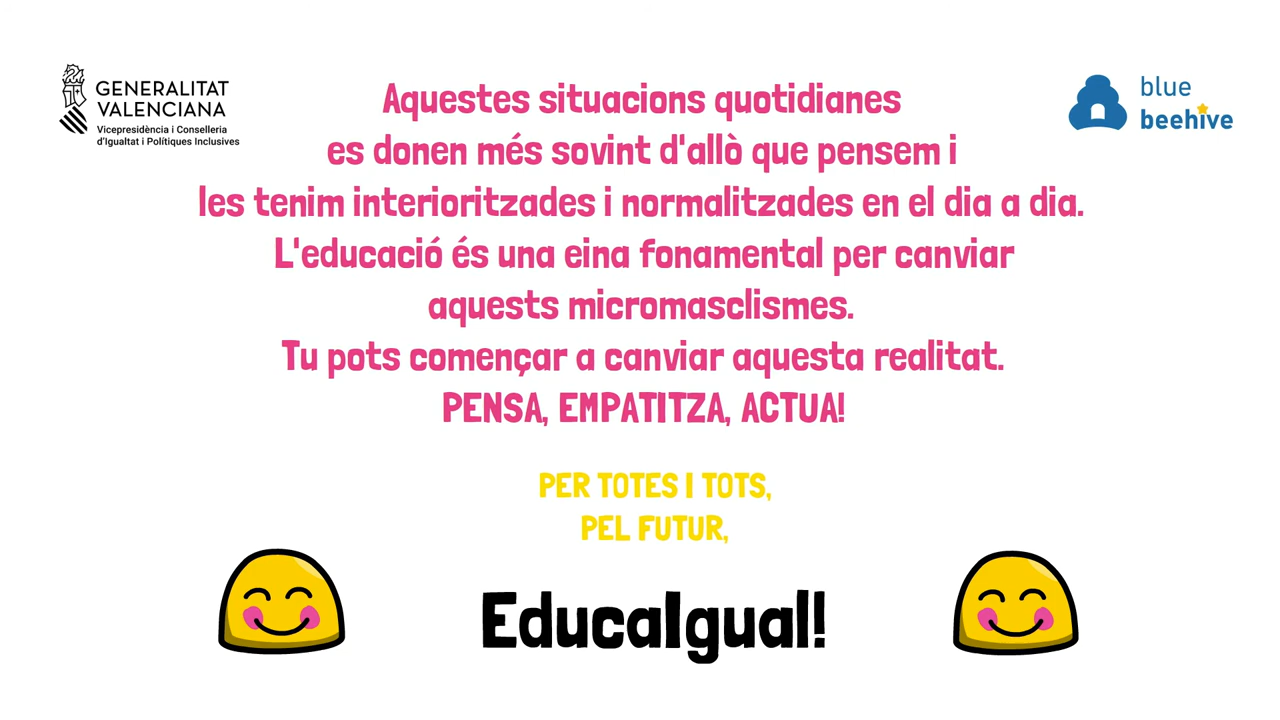 GENERALITAT
VALENCIANA
Vicepresidència i Conselleria
d'Igualtat i Polítiques Inclusives
blue
beehive
Aquestes situacions quotidianes
es donen més sovint d'allò que pensem i
les tenim interioritzades i normalitzades en el dia a dia.
L'educació és una eina fonamental per canviar
aquests micromasclismes.
Tu pots començar a canviar aquesta realitat.
PENSA, EMPATITZA, ACTUA!
PER TOTES I TOTS,
PEL FUTUR,
EducaIgual!